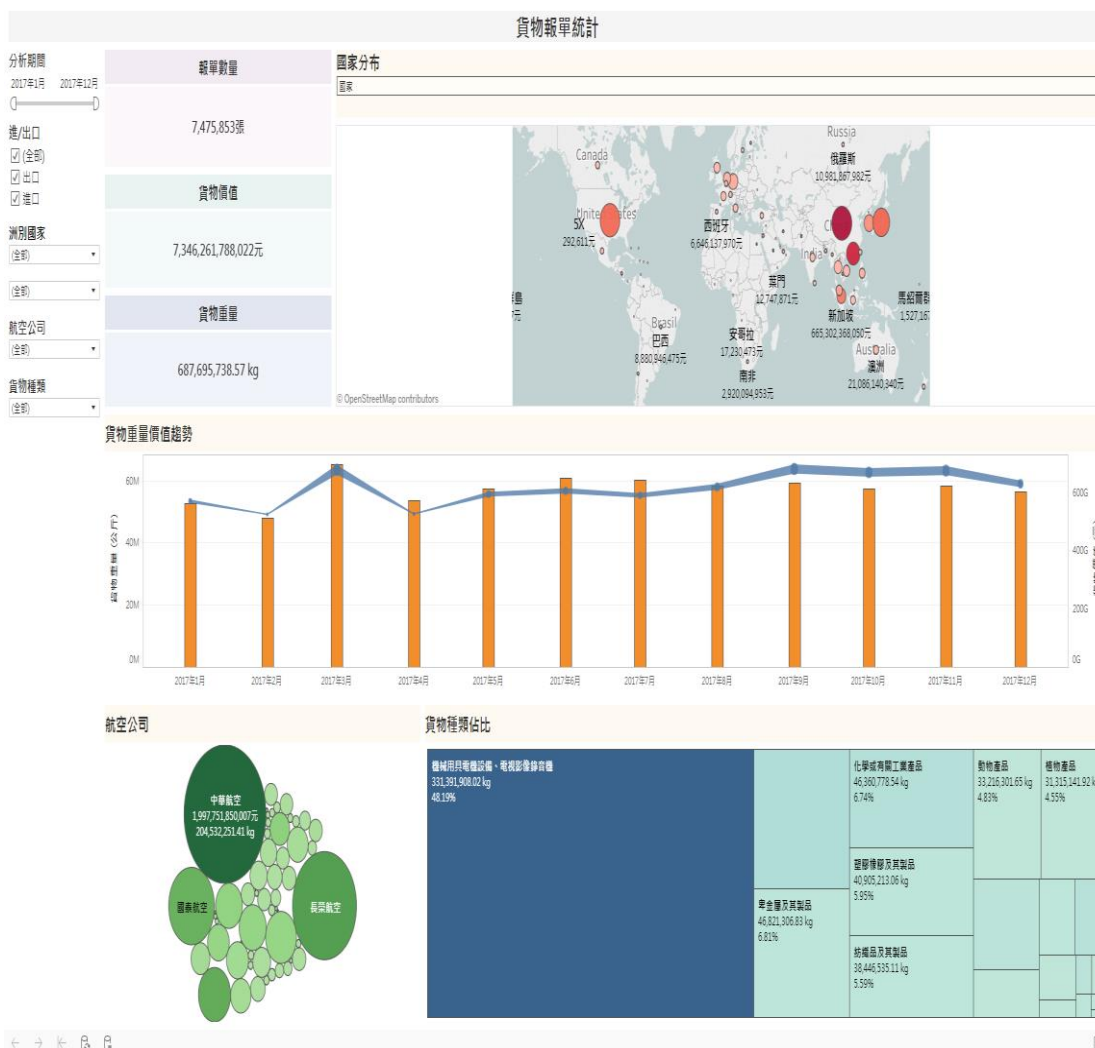 貨物報單統計
分析期間
2017年1月 2017年12月
進/出口
(全部)
出口
進口
洲別國家
(全部)
(全部)
航空公司
(全部)
貨物種類
(全部)
報單數量
7,475,853張
貨物價值
7,346,261,788,022元
貨物重量
687,695,738.57 kg
國家分布
國家
Canada
Russia
俄羅斯
10,981,867,982元
United States
5X
292,611元
西班牙
6,646,137,970元
India
葉門
12,747,871元
島
馬紹爾群
1,527,167
新加坡
665,302,368,050元
Brasil
巴西
8,880,946,475元
安哥拉
17,230,473元
Australia
澳洲
21,086,140,340元
南非
2,920,094,953元
© OpenStreetMap contributors
貨物重量價值趨勢
60M
40M
20M
0M
貨物重量(公斤)
600G
400G
200G
0G
2017年1月 2017年2月 2017年3月 2017年4月 2017年5月 2017年6月 2017年7月 2017年8月 2017年9月 2017年10月 2017年11月 2017年12月
航空公司
中華航空
1,997,751,850,007元
204,532,251.41 kg
國泰航空
長榮航空
貨物種類佔比
機械用具電機設備、電視影像錄音機
331,391,908.02 kg
48.19%
卑金屬及其製品
46,821,306.83 kg
6.81%
化學或有關工業產品
46,360,778.54 kg
6.74%
塑膠橡膠及其製品
40,905,213.06 kg
5.95%
紡織品及其製品
38,446,535.11 kg
5.59%
動物產品
33,216,301.65 kg
4.83%
植物產品
31,315,141.92 k
4.55%